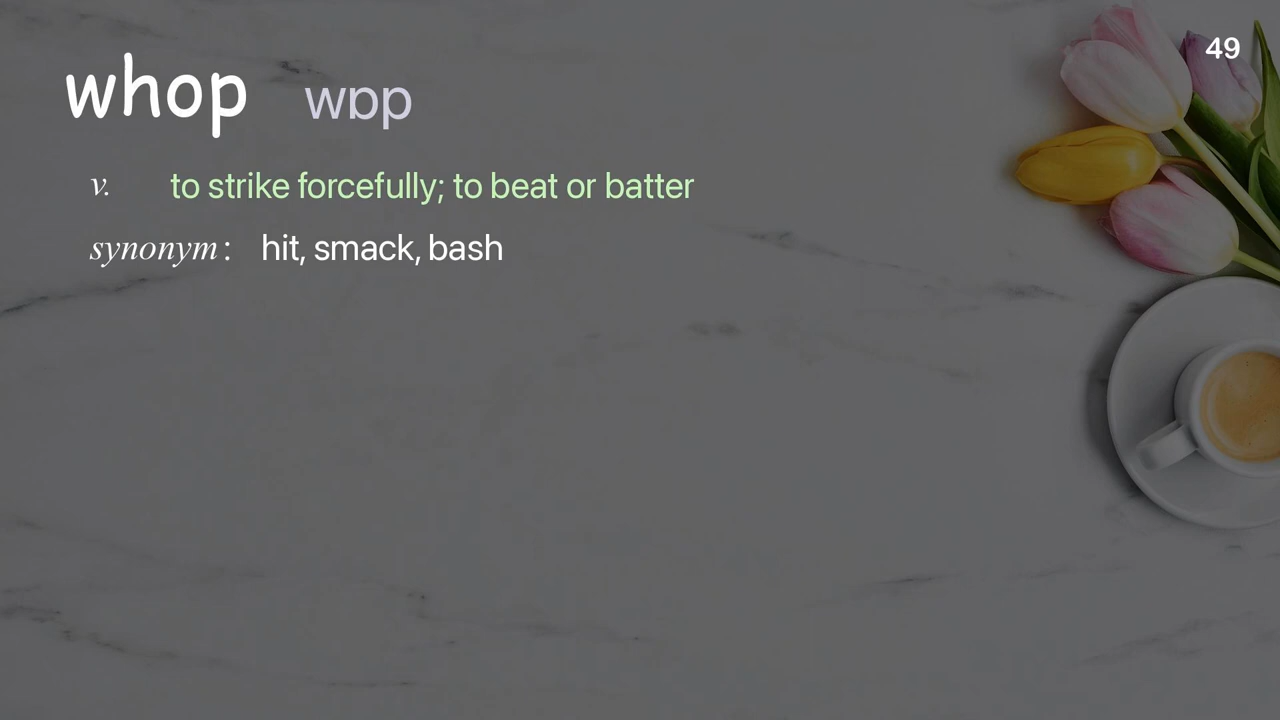 49
whop wɒp
v. to strike forcefully; to beat or batter
synonym : hit, smack, bash